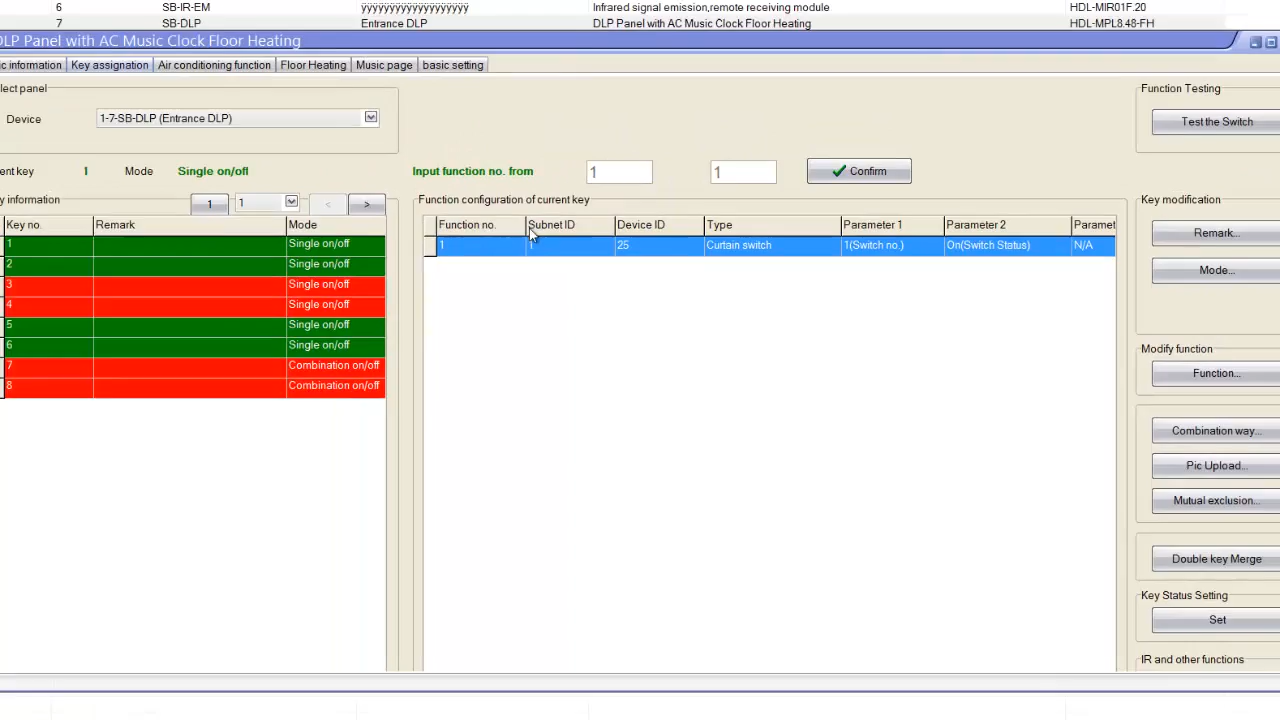 6 SB-IR-EM ÿÿÿÿÿÿÿÿÿÿÿÿÿÿÿÿÿÿÿ Infrared signal emission,remote receiving module HDL-MIR01F.20
7 SB-DLP Entrance DLP DLP Panel with AC Music Clock Floor Heating HDL-MPL8.48-FH
DLP Panel with AC Music Clock Floor Heating
c information Key assignation Air conditioning function Floor Heating Music page basic setting
lect panel
Device 1-7-SB-DLP (Entrance DLP)
Function Testing
Test the Switch
ent key 1 Mode Single on/off
Input function no. from 1 1 Confirm
y information 1 1 < >
Function configuration of current key
Key modification
Key no. Remark Mode
Function no. Subnet ID Device ID Type Parameter 1 Parameter 2 Paramet
1 Single on/off
2 Single on/off
3 Single on/off
4 Single on/off
5 Single on/off
6 Single on/off
7 Combination on/off
8 Combination on/off
1 25 Curtain switch 1(Switch no.) On(Switch Status) N/A
Remark...
Mode...
Modify function
Function...
Combination way...
Pic Upload...
Mutual exclusion...
Double key Merge
Key Status Setting
Set
IR and other functions